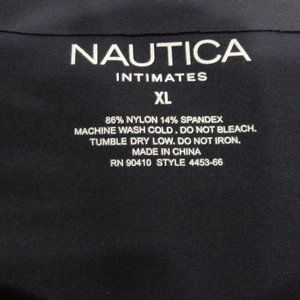 NAUTICA
INTIMATES
XL
86% NYLON 14% SPANDEX
MACHINE WASH COLD , DO NOT BLEACH.
TUMBLE DRY LOW. DO NOT IRON.
MADE IN CHINA
RN 90410 STYLE 4453-66